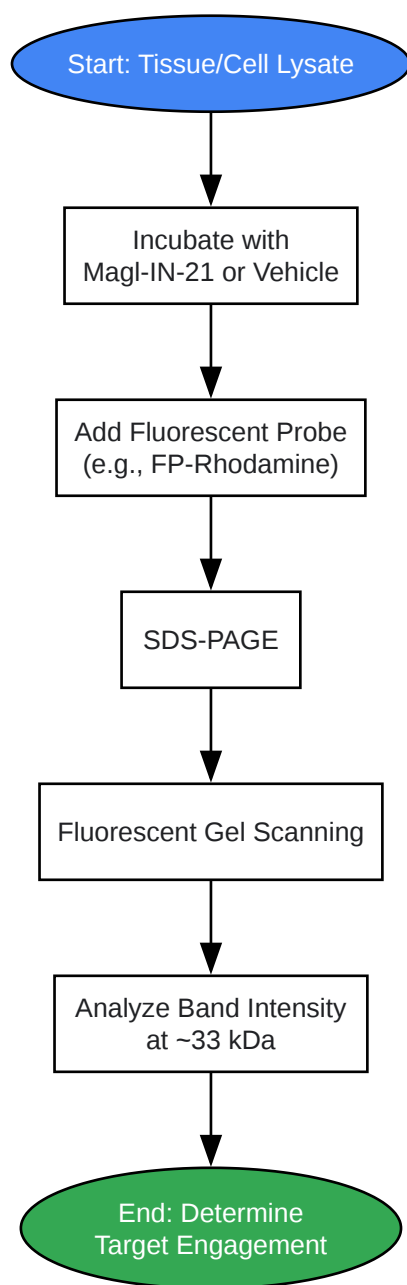 Start: Tissue/Cell Lysate
Incubate with
Magl-IN-21 or Vehicle
Add Fluorescent Probe
(e.g., FP-Rhodamine)
SDS-PAGE
Fluorescent Gel Scanning
Analyze Band Intensity
at ~33 kDa
End: Determine
Target Engagement